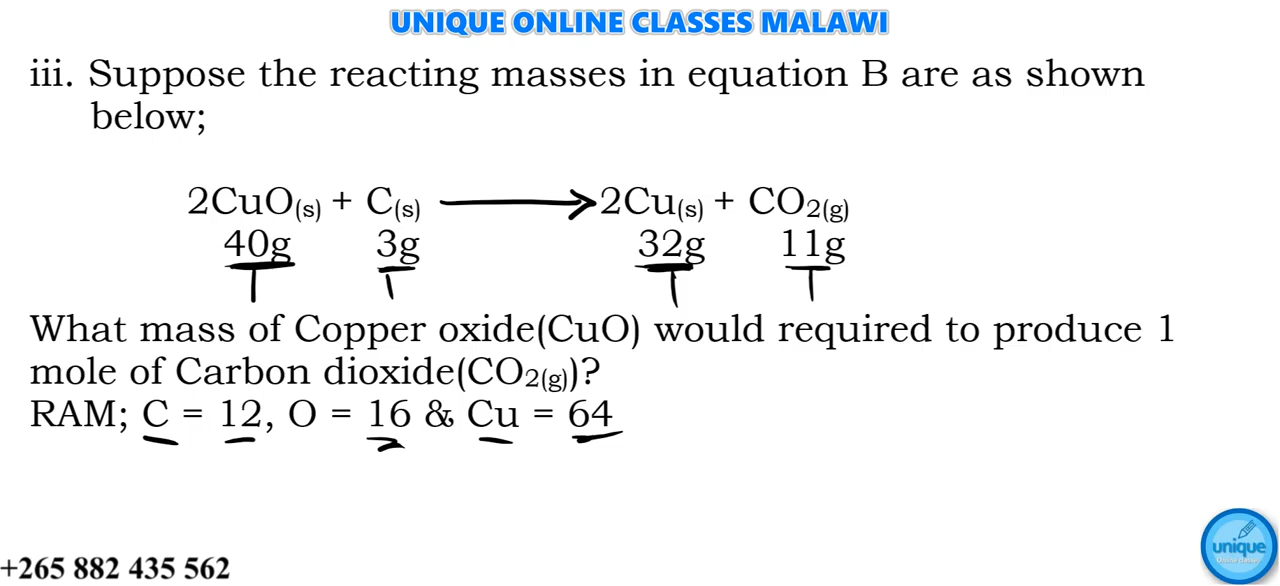 UNIQUE ONLINE CLASSES MALAWI
iii. Suppose the reacting masses in equation B are as shown
below;
2CuO(s) + C(s) ⟶ 2Cu(s) + CO2(g)
40g 3g 32g 11g
What mass of Copper oxide(CuO) would required to produce 1
mole of Carbon dioxide(CO2(g))?
RAM; C = 12, O = 16 & Cu = 64
unique
Online classes
+265 882 435 562